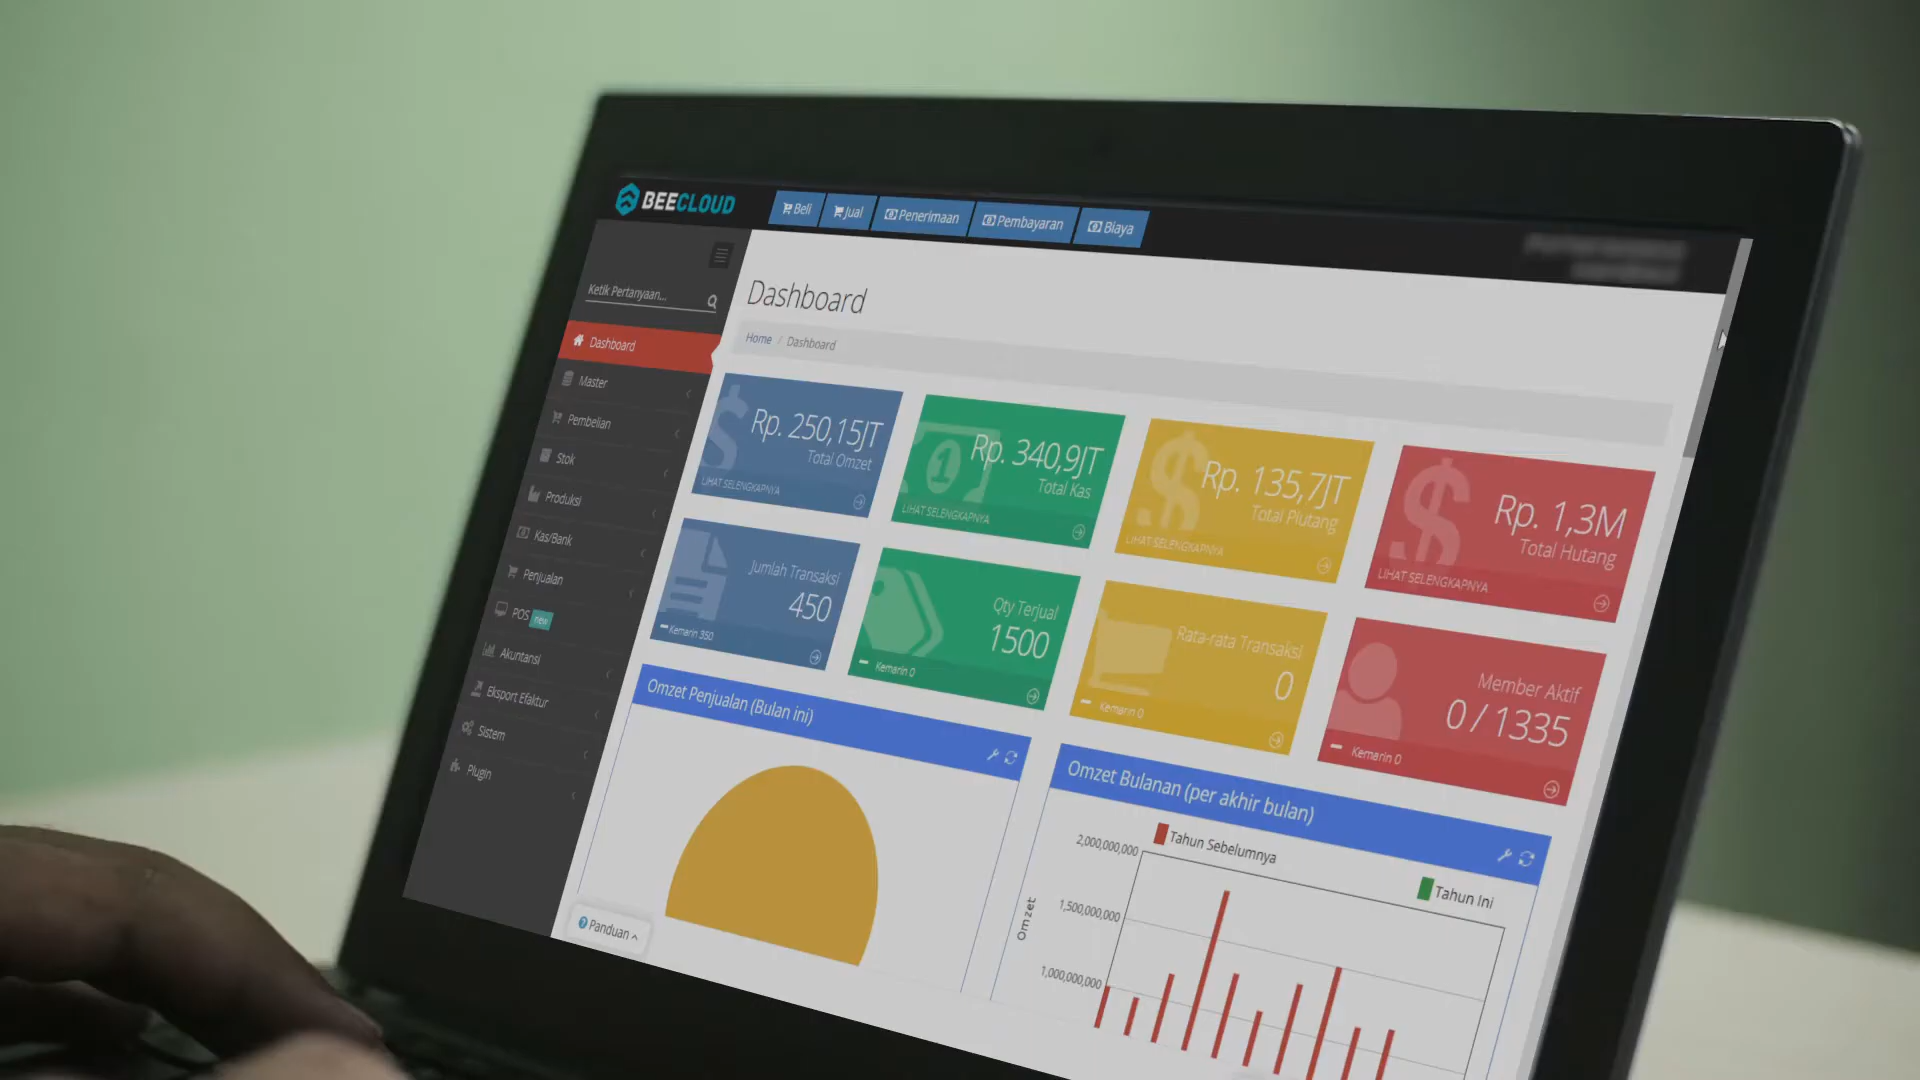 BEECLOUD
Beli
Jual
Penerimaan
Pembayaran
Biaya
Ketik Pertanyaan...
Dashboard
Master
Pembelian
Stok
Produksi
Kas/Bank
Penjualan
POS new
Akuntansi
Eksport Efaktur
Sistem
Plugin
Dashboard
Home / Dashboard
Rp. 250,15JT
Total Omzet
LIHAT SELENGKAPNYA
Rp. 340,9JT
Total Kas
LIHAT SELENGKAPNYA
Rp. 135,7JT
Total Piutang
LIHAT SELENGKAPNYA
Rp. 1,3M
Total Hutang
LIHAT SELENGKAPNYA
Jumlah Transaksi
450
Kemarin 350
Qty Terjual
1500
Kemarin 0
Rata-rata Transaksi
0
Kemarin 0
Member Aktif
0 / 1335
Kemarin 0
Omzet Penjualan (Bulan ini)
Panduan
Omzet Bulanan (per akhir bulan)
Tahun Sebelumnya
Tahun Ini
2,000,000,000
1,500,000,000
1,000,000,000
Omzet